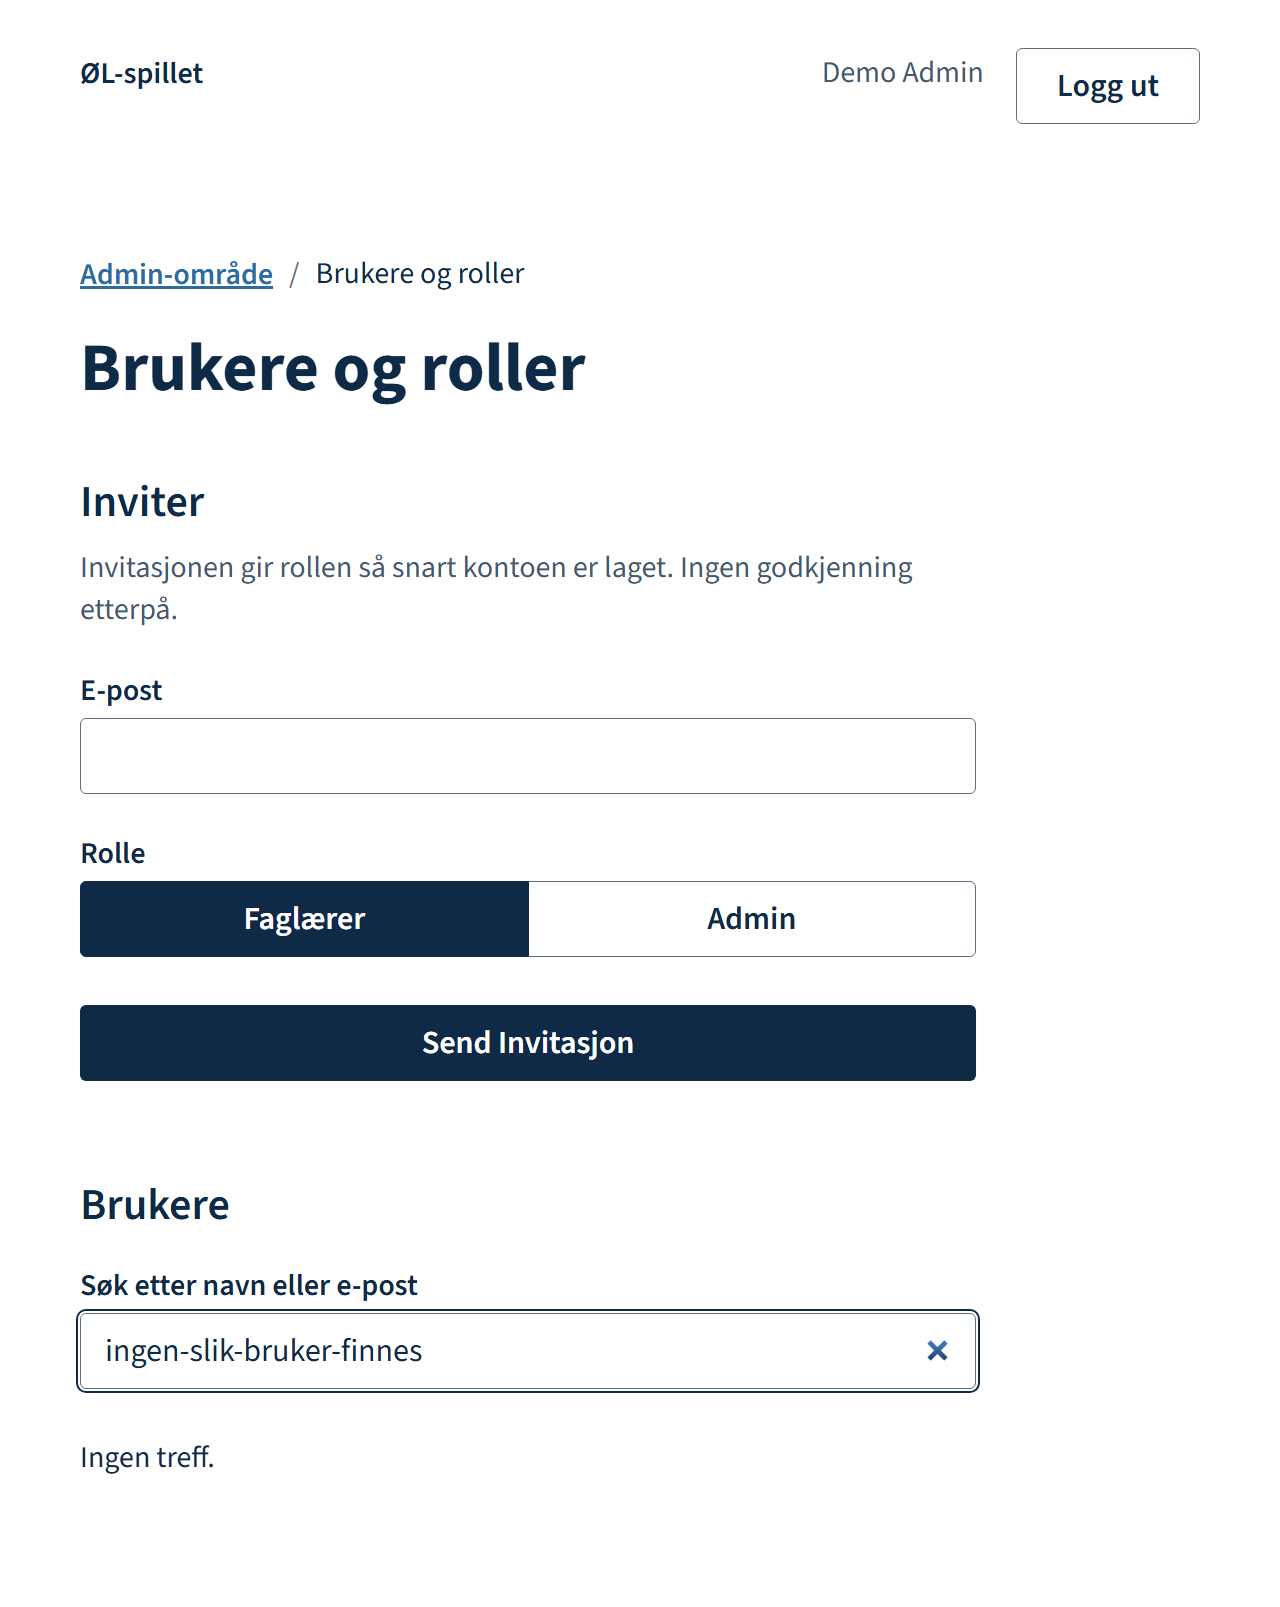 ØL-spillet
Demo Admin
Logg ut
Admin-område / Brukere og roller
Brukere og roller
Inviter
Invitasjonen gir rollen så snart kontoen er laget. Ingen godkjenning
etterpå.
E-post
Rolle
Faglærer
Admin
Send Invitasjon
Brukere
Søk etter navn eller e-post
ingen-slik-bruker-finnes
Ingen treff.